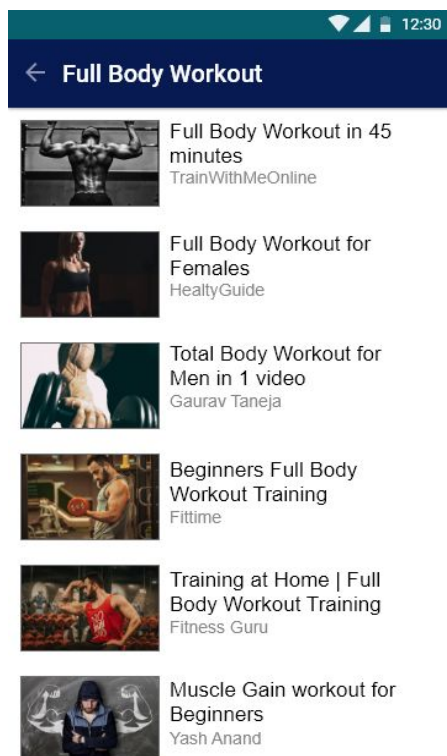 12:30
Full Body Workout
Full Body Workout in 45
minutes
TrainWithMeOnline
Full Body Workout for
Females
HealtyGuide
Total Body Workout for
Men in 1 video
Gaurav Taneja
Beginners Full Body
Workout Training
Fittime
Training at Home | Full
Body Workout Training
Fitness Guru
Muscle Gain workout for
Beginners
Yash Anand